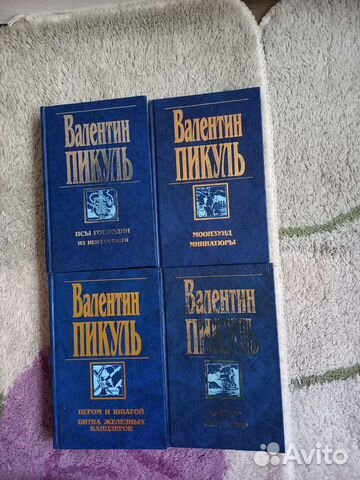 Валентин
ПИКУЛЬ
ПСЫ ГОСПОДНИ
ИЗ НЕИЗДАННОГО
Валентин
ПИКУЛЬ
МООНЗУНД
МИНИАТЮРЫ
Валентин
ПИКУЛЬ
ПЕРОМ И ШПАГОЙ
БИТВА ЖЕЛЕЗНЫХ
КАНЦЛЕРОВ
Валентин
ПИКУЛЬ
Avito